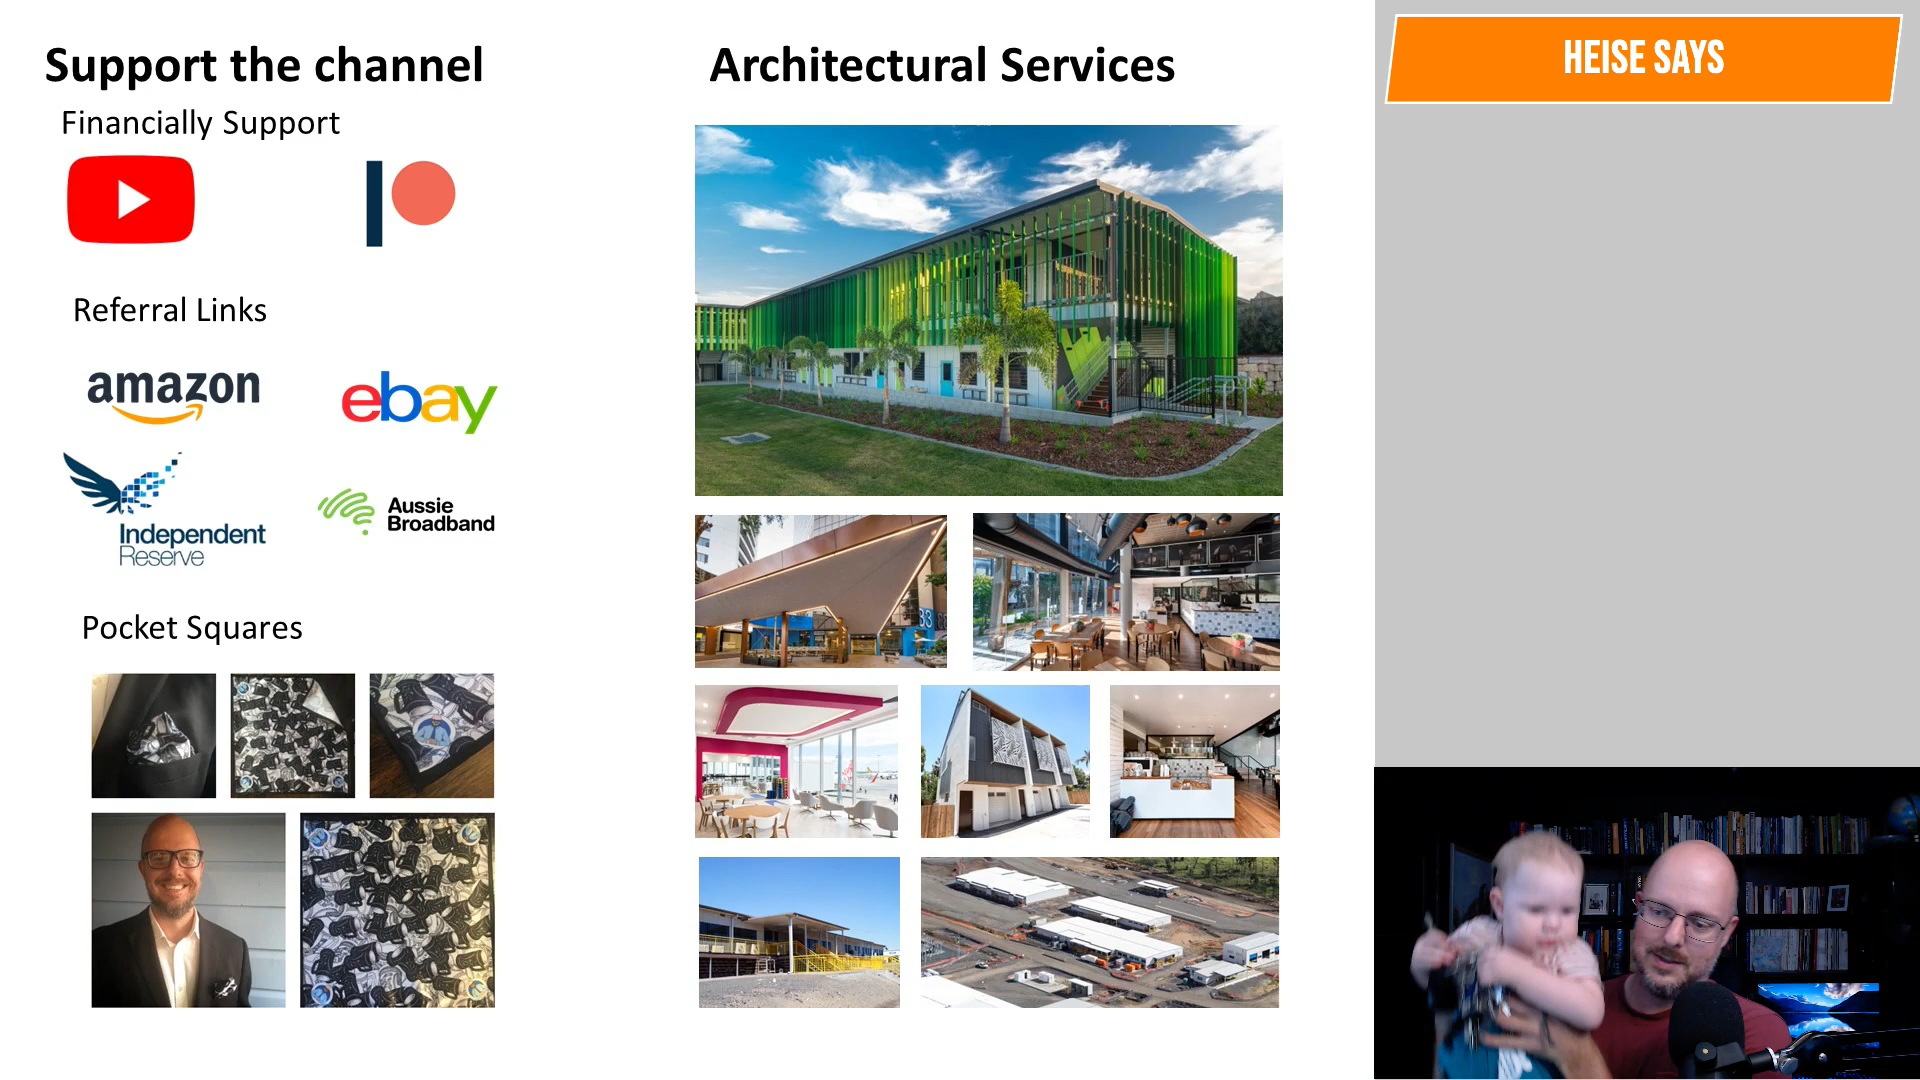 Support the channel
Financially Support
Referral Links
amazon
ebay
Independent
Reserve
Aussie
Broadband
Pocket Squares
Architectural Services
HEISE SAYS